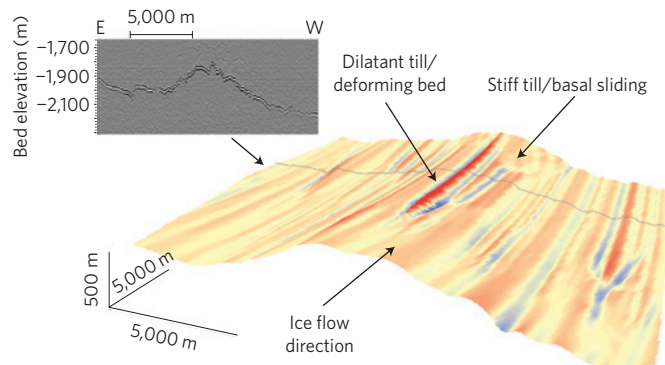 E
5,000 m
W
Bed elevation (m)
−1,700
−1,900
−2,100
Dilatant till/
deforming bed
Stiff till/basal sliding
500 m
5,000 m
5,000 m
Ice flow
direction